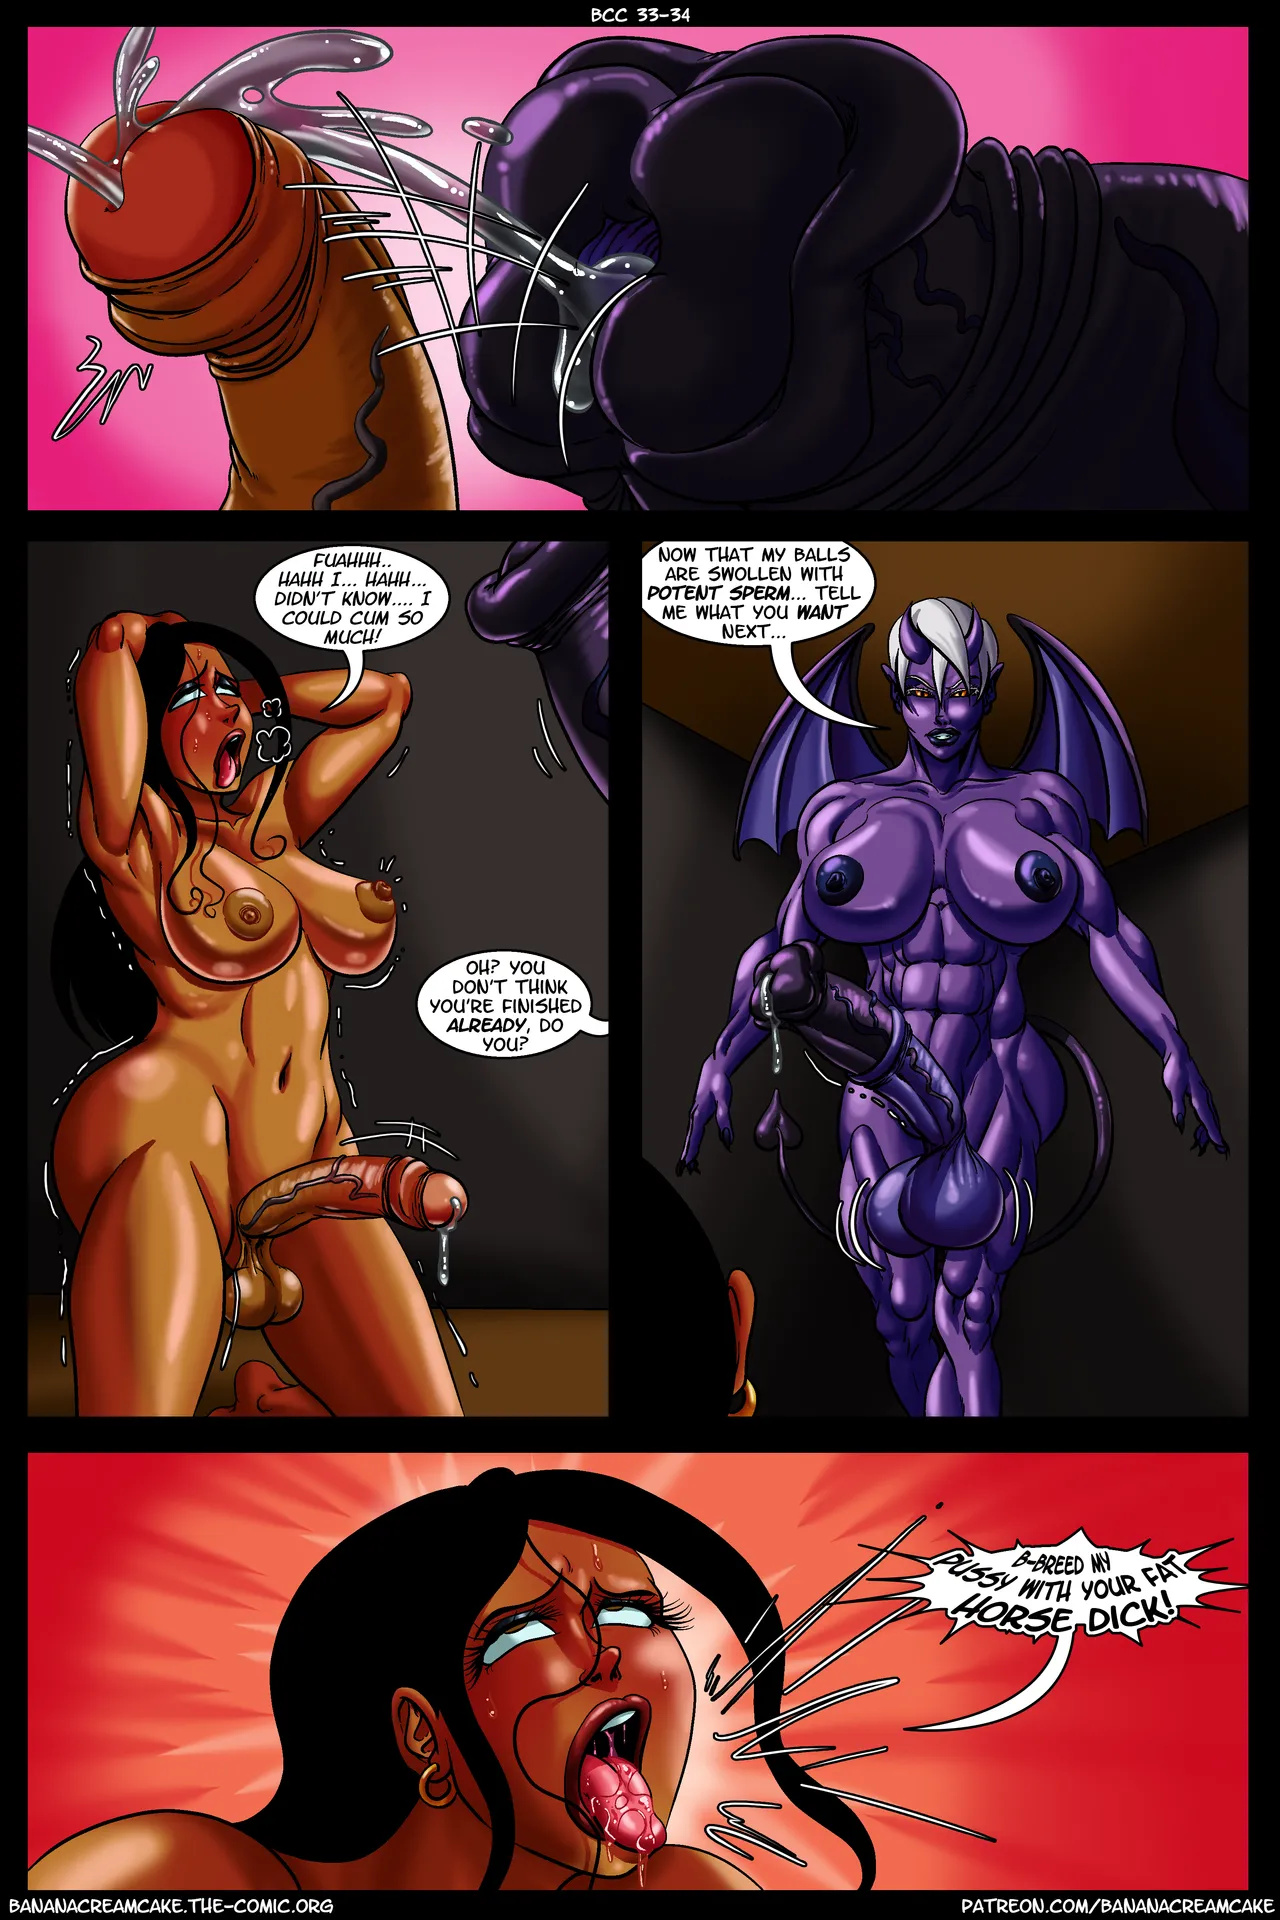 BCC 33-34
FUAHHH..
HAHH I... HAHH...
DIDN'T KNOW.... I
COULD CUM SO
MUCH!
OH? YOU
DON'T THINK
YOU'RE FINISHED
ALREADY, DO
YOU?
NOW THAT MY BALLS
ARE SWOLLEN WITH
POTENT SPERM... TELL
ME WHAT YOU WANT
NEXT...
B-BREED MY
PUSSY WITH YOUR FAT
HORSE DICK!
BANANACREAMCAKE.THE-COMIC.ORG
PATREON.COM/BANANACREAMCAKE